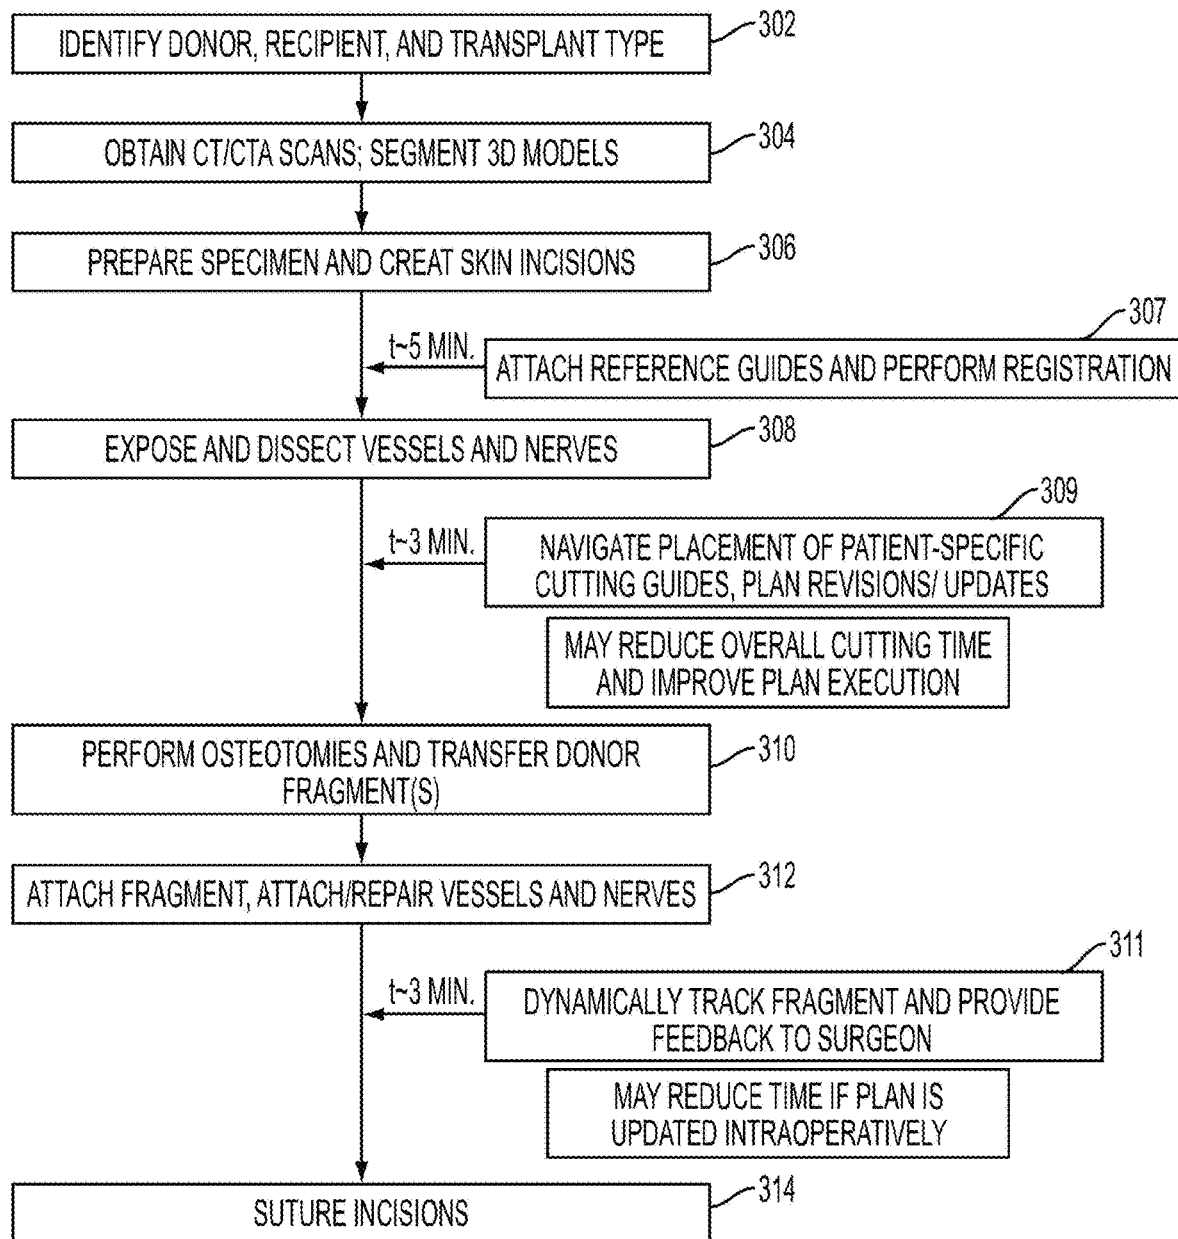 302
IDENTIFY DONOR, RECIPIENT, AND TRANSPLANT TYPE
304
OBTAIN CT/CTA SCANS; SEGMENT 3D MODELS
306
PREPARE SPECIMEN AND CREAT SKIN INCISIONS
307
t~5 MIN.
ATTACH REFERENCE GUIDES AND PERFORM REGISTRATION
308
EXPOSE AND DISSECT VESSELS AND NERVES
309
t~3 MIN.
NAVIGATE PLACEMENT OF PATIENT-SPECIFIC
CUTTING GUIDES, PLAN REVISIONS/ UPDATES
MAY REDUCE OVERALL CUTTING TIME
AND IMPROVE PLAN EXECUTION
310
PERFORM OSTEOTOMIES AND TRANSFER DONOR
FRAGMENT(S)
312
ATTACH FRAGMENT, ATTACH/REPAIR VESSELS AND NERVES
311
t~3 MIN.
DYNAMICALLY TRACK FRAGMENT AND PROVIDE
FEEDBACK TO SURGEON
MAY REDUCE TIME IF PLAN IS
UPDATED INTRAOPERATIVELY
314
SUTURE INCISIONS